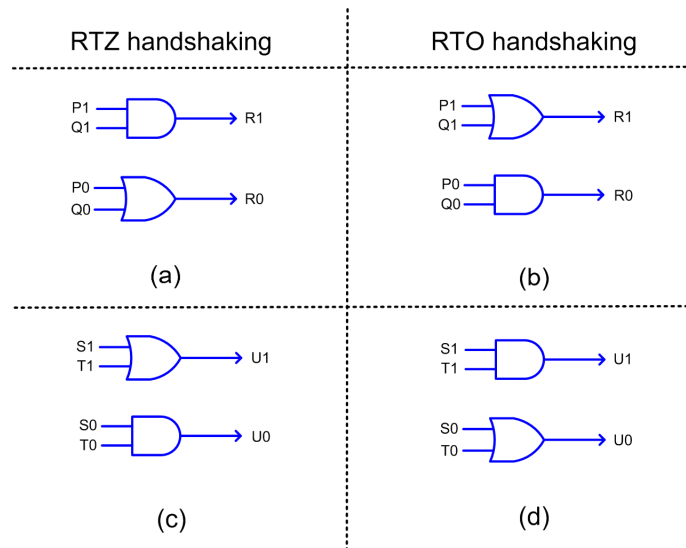 RTZ handshaking
RTO handshaking
P1
Q1
R1
P0
Q0
R0
(a)
P1
Q1
R1
P0
Q0
R0
(b)
S1
T1
U1
S0
T0
U0
(c)
S1
T1
U1
S0
T0
U0
(d)